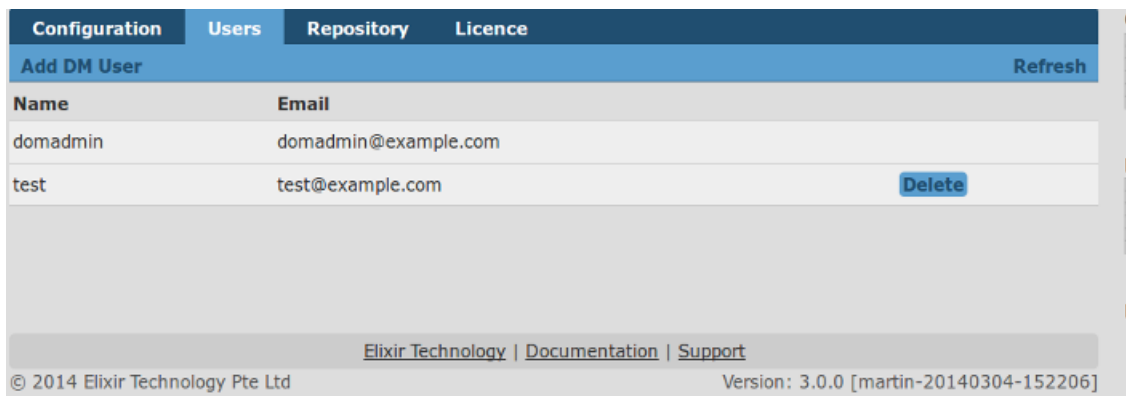 Configuration Users Repository Licence
Add DM User Refresh
Name Email
domadmin domadmin@example.com
test test@example.com Delete
Elixir Technology | Documentation | Support
© 2014 Elixir Technology Pte Ltd Version: 3.0.0 [martin-20140304-152206]